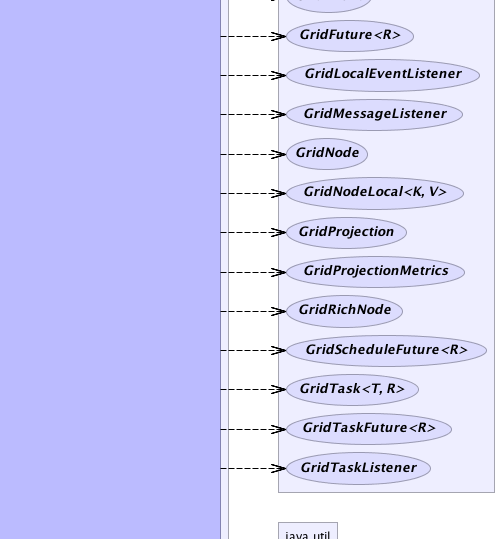 GridFuture<R>
GridLocalEventListener
GridMessageListener
GridNode
GridNodeLocal<K, V>
GridProjection
GridProjectionMetrics
GridRichNode
GridScheduleFuture<R>
GridTask<T, R>
GridTaskFuture<R>
GridTaskListener
java.util